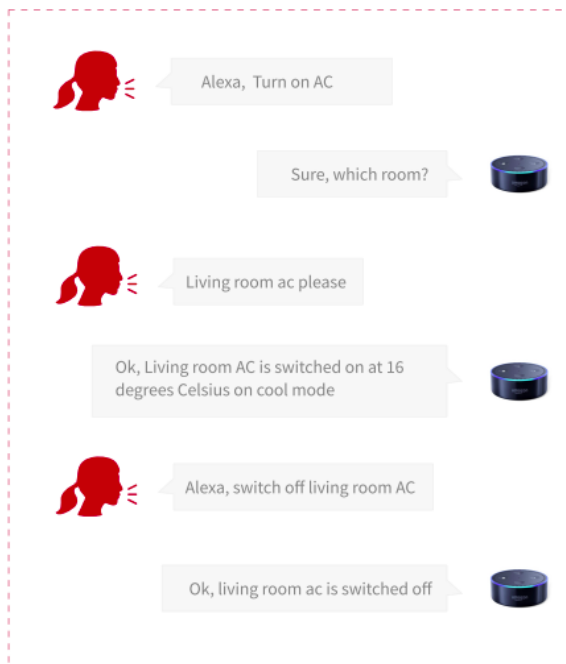 Alexa,  Turn on AC
Sure, which room?
Living room ac please
Ok, Living room AC is switched on at 16
degrees Celsius on cool mode
Alexa, switch off living room AC
Ok, living room ac is switched off